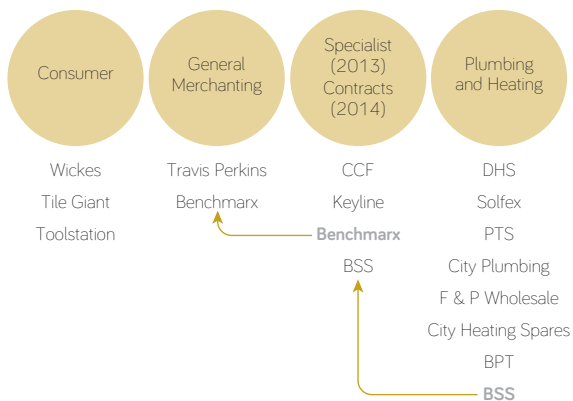 Consumer
General
Merchanting
Specialist
(2013)
Contracts
(2014)
Plumbing
and Heating
Wickes
Tile Giant
Toolstation
Travis Perkins
Benchmarx
CCF
Keyline
Benchmarx
BSS
DHS
Solfex
PTS
City Plumbing
F & P Wholesale
City Heating Spares
BPT
BSS